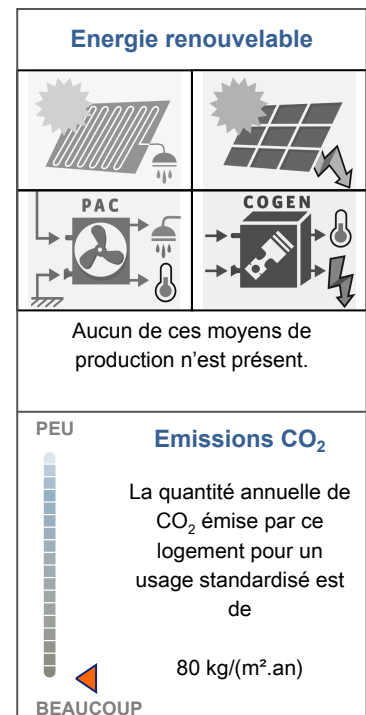 Energie renouvelable
PAC
COGEN
Aucun de ces moyens de
production n'est présent.
PEU
Emissions CO₂
La quantité annuelle de
CO₂ émise par ce
logement pour un
usage standardisé est
de
80 kg/(m².an)
BEAUCOUP